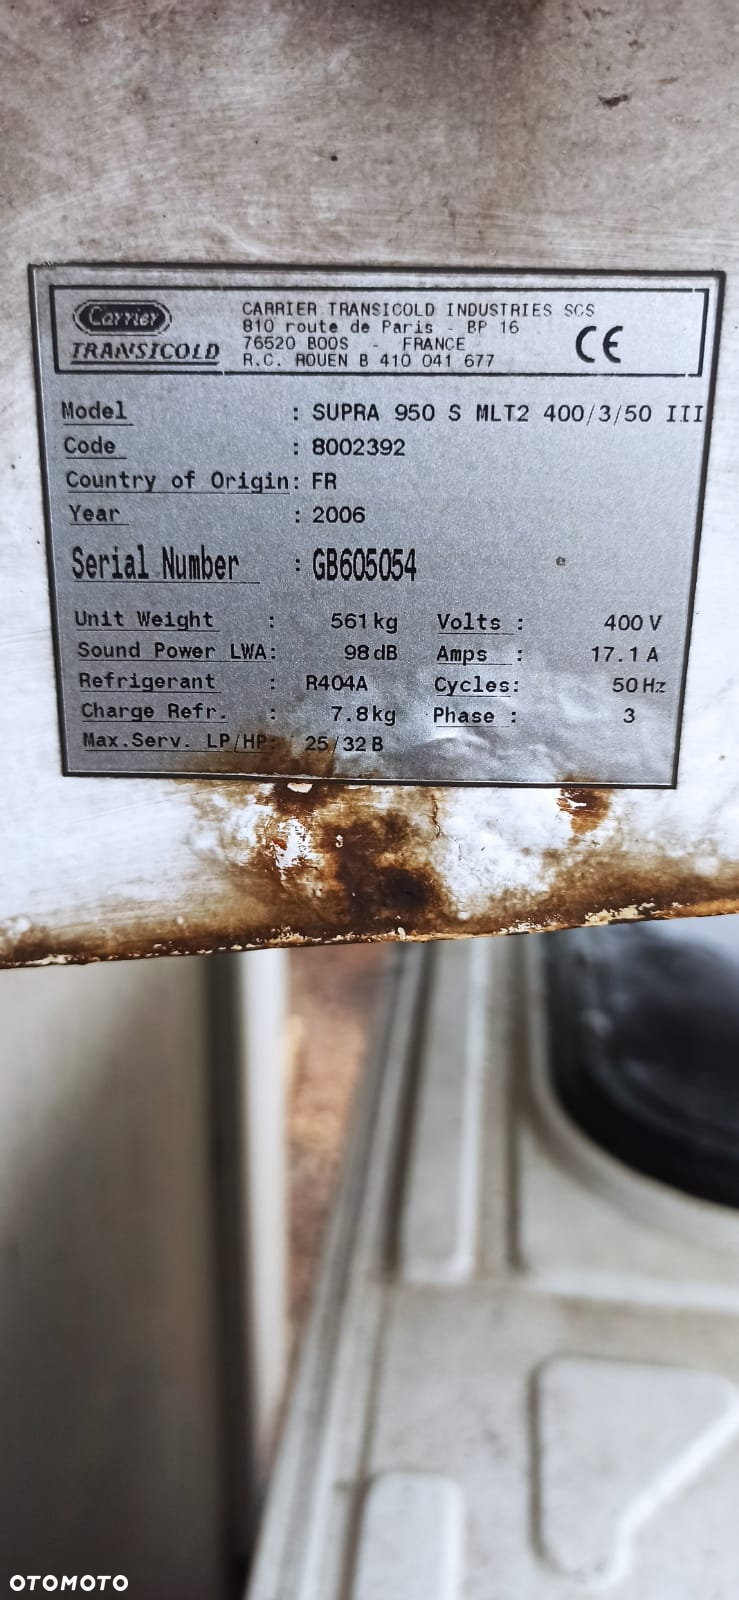 Carrier
TRANSICOLD
CARRIER TRANSICOLD INDUSTRIES SCS
810 route de Paris - BP 16
76520 BOOS - FRANCE
R.C. ROUEN B 410 041 677
CE
Model : SUPRA 950 S MLT2 400/3/50 III
Code : 8002392
Country of Origin: FR
Year : 2006
Serial Number : GB605054
Unit Weight : 561 kg Volts : 400 V
Sound Power LWA: 98 dB Amps : 17.1 A
Refrigerant : R404A Cycles: 50 Hz
Charge Refr. : 7.8 kg Phase : 3
Max.Serv. LP/HP: 25/32 B
OTOMOTO